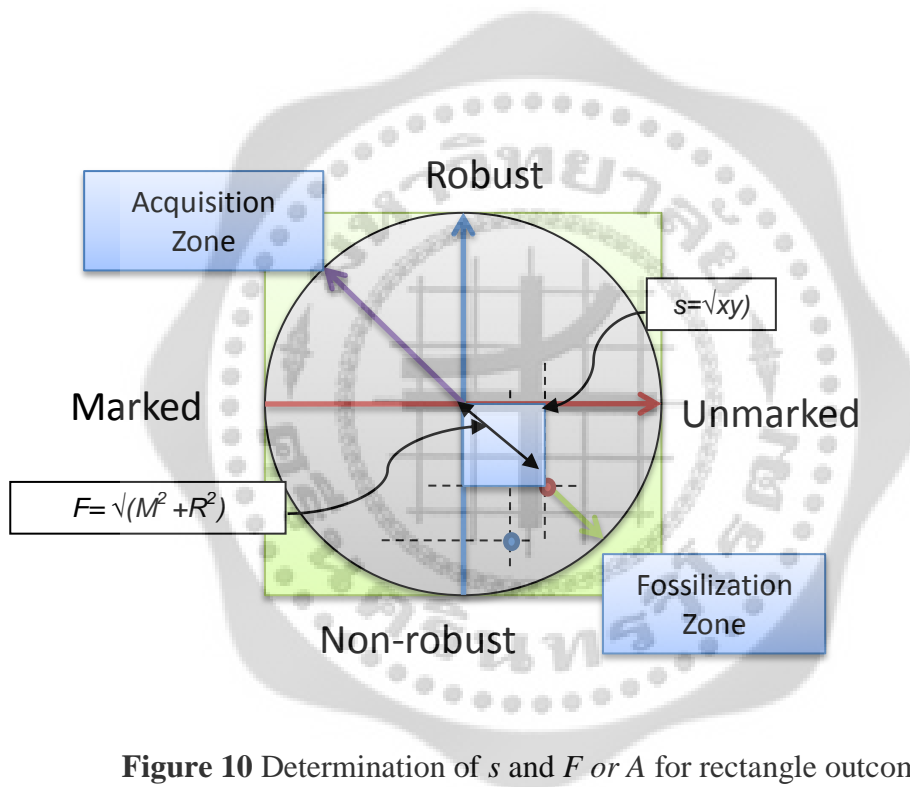 Robust
Acquisition
Zone
s=√xy)
Marked
Unmarked
F= √(M² +R²)
Fossilization
Zone
Non-robust
Figure 10 Determination of s and F or A for rectangle outcon